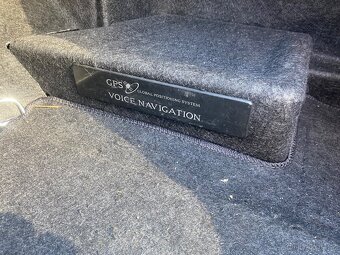 GPS
GLOBAL POSITIONING SYSTEM
VOICE NAVIGATION